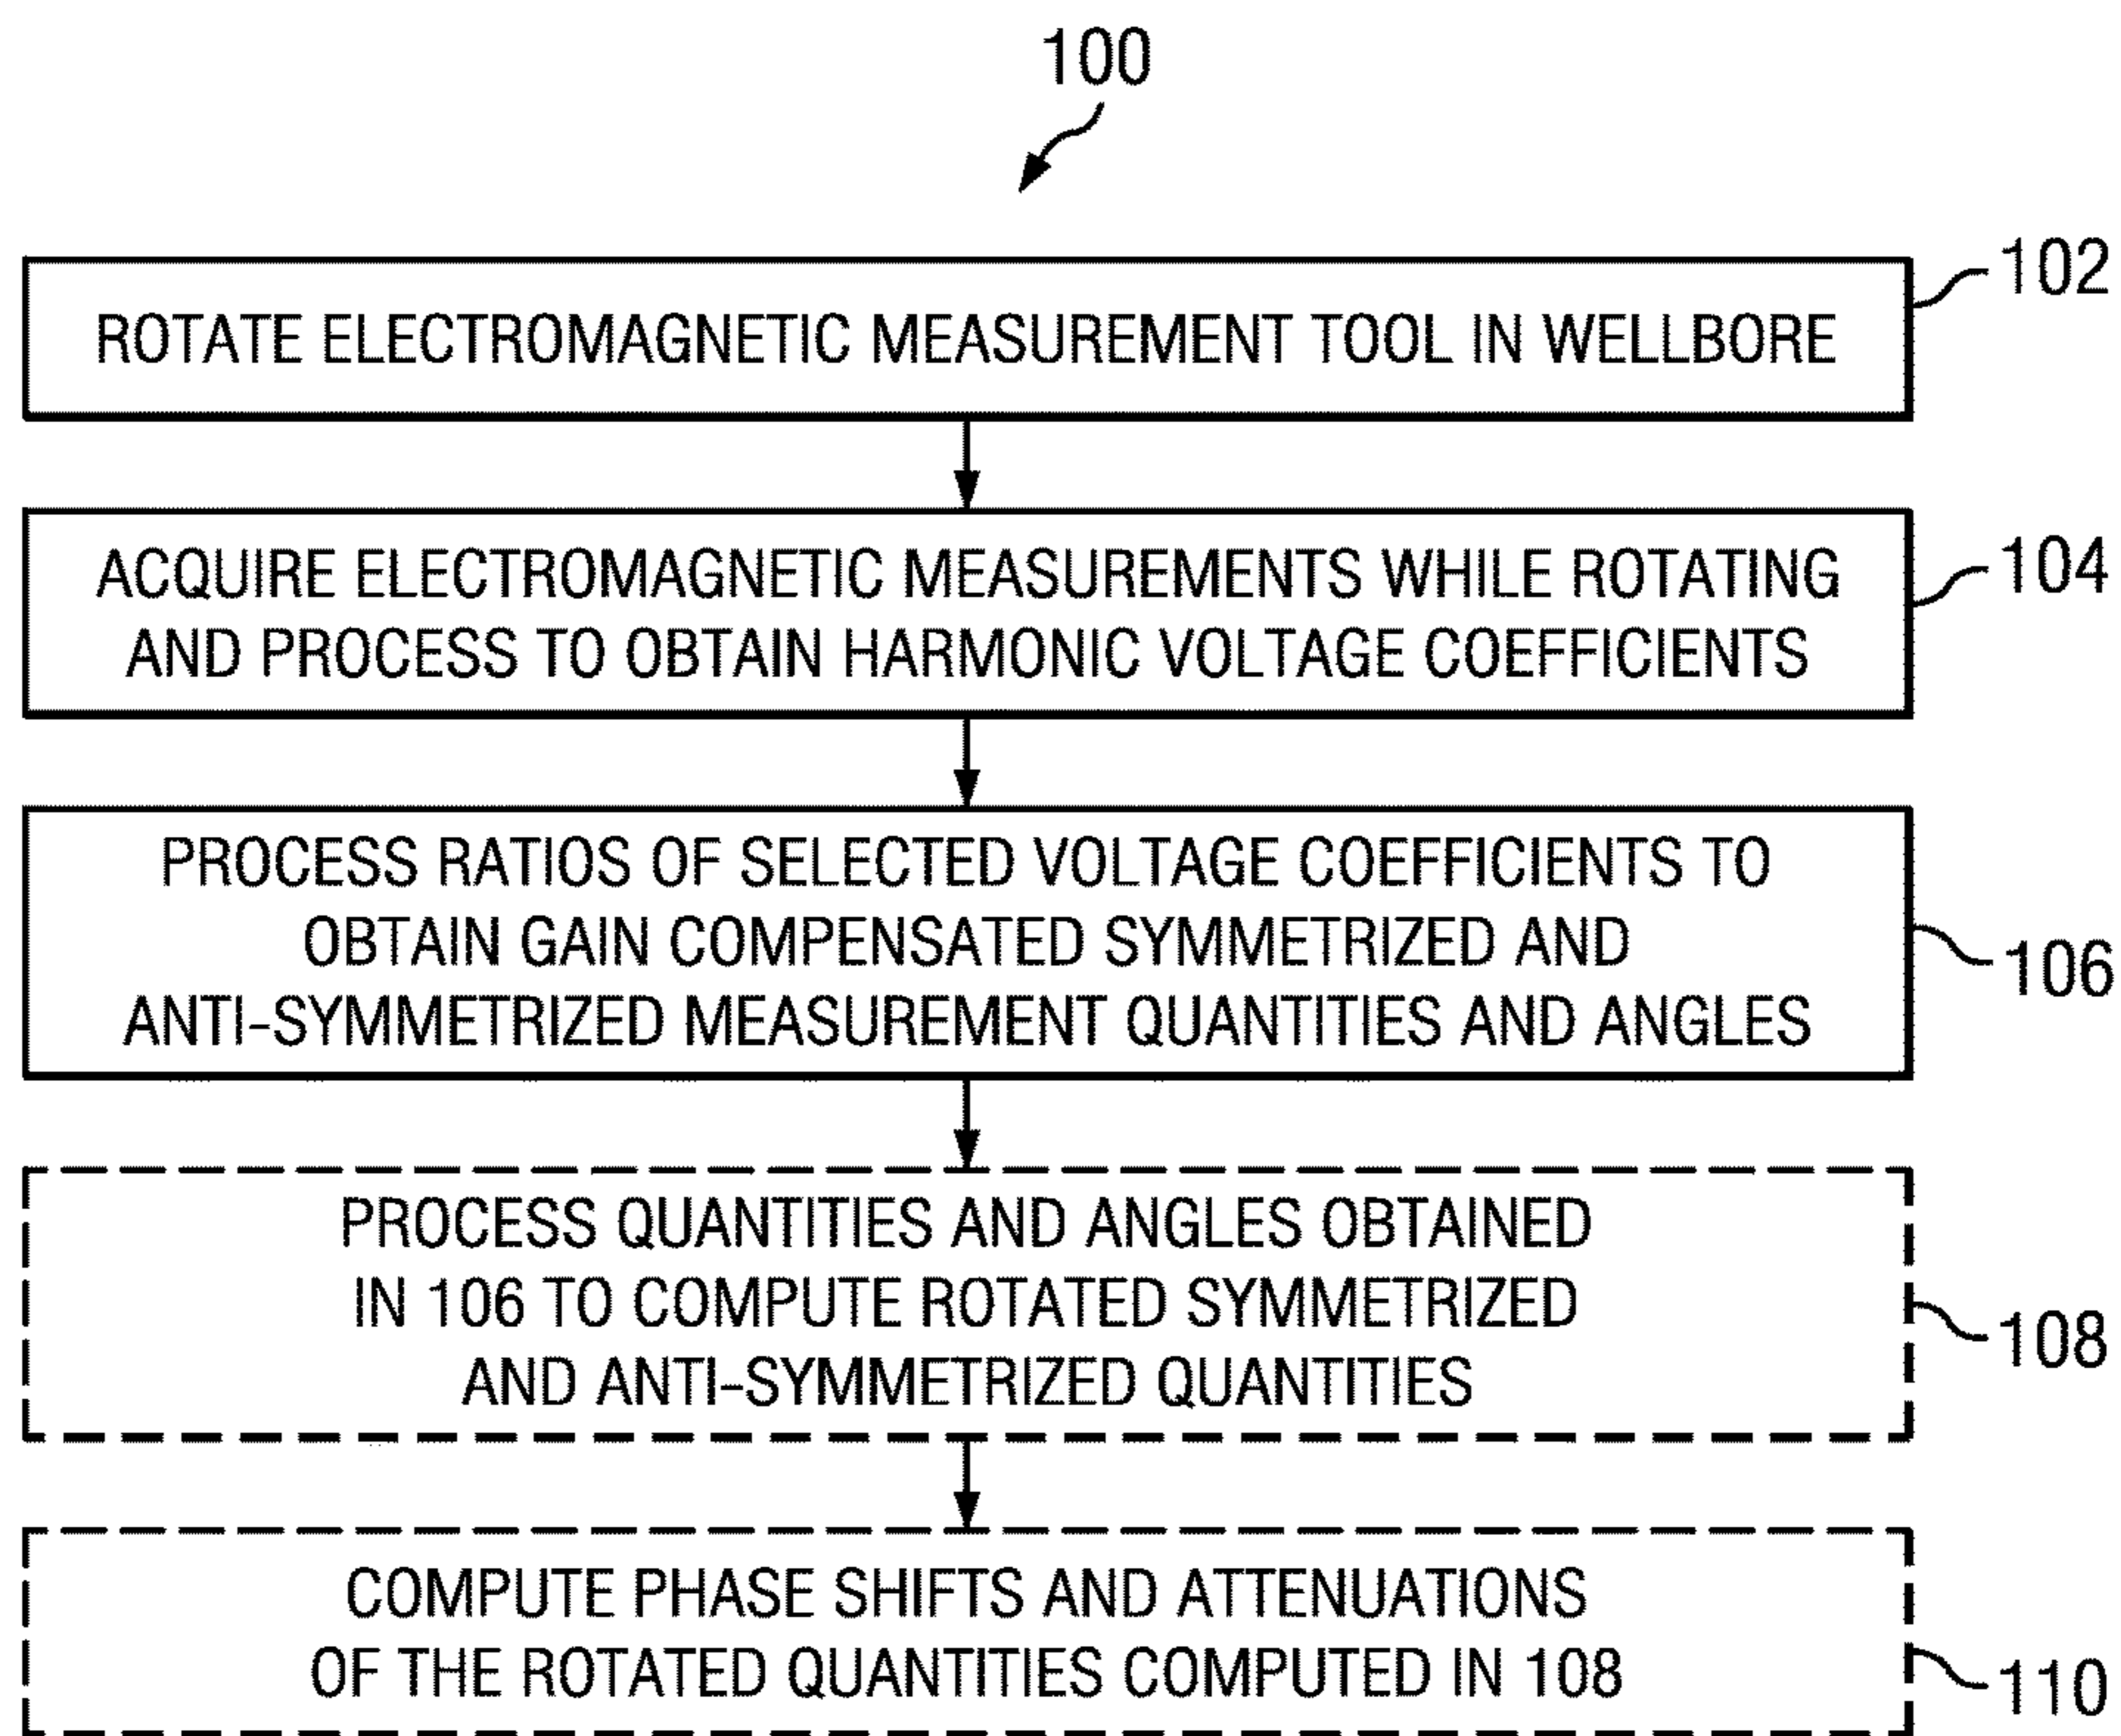 100
ROTATE ELECTROMAGNETIC MEASUREMENT TOOL IN WELLBORE
102
ACQUIRE ELECTROMAGNETIC MEASUREMENTS WHILE ROTATING
AND PROCESS TO OBTAIN HARMONIC VOLTAGE COEFFICIENTS
104
PROCESS RATIOS OF SELECTED VOLTAGE COEFFICIENTS TO
OBTAIN GAIN COMPENSATED SYMMETRIZED AND
ANTI-SYMMETRIZED MEASUREMENT QUANTITIES AND ANGLES
106
PROCESS QUANTITIES AND ANGLES OBTAINED
IN 106 TO COMPUTE ROTATED SYMMETRIZED
AND ANTI-SYMMETRIZED QUANTITIES
108
COMPUTE PHASE SHIFTS AND ATTENUATIONS
OF THE ROTATED QUANTITIES COMPUTED IN 108
110